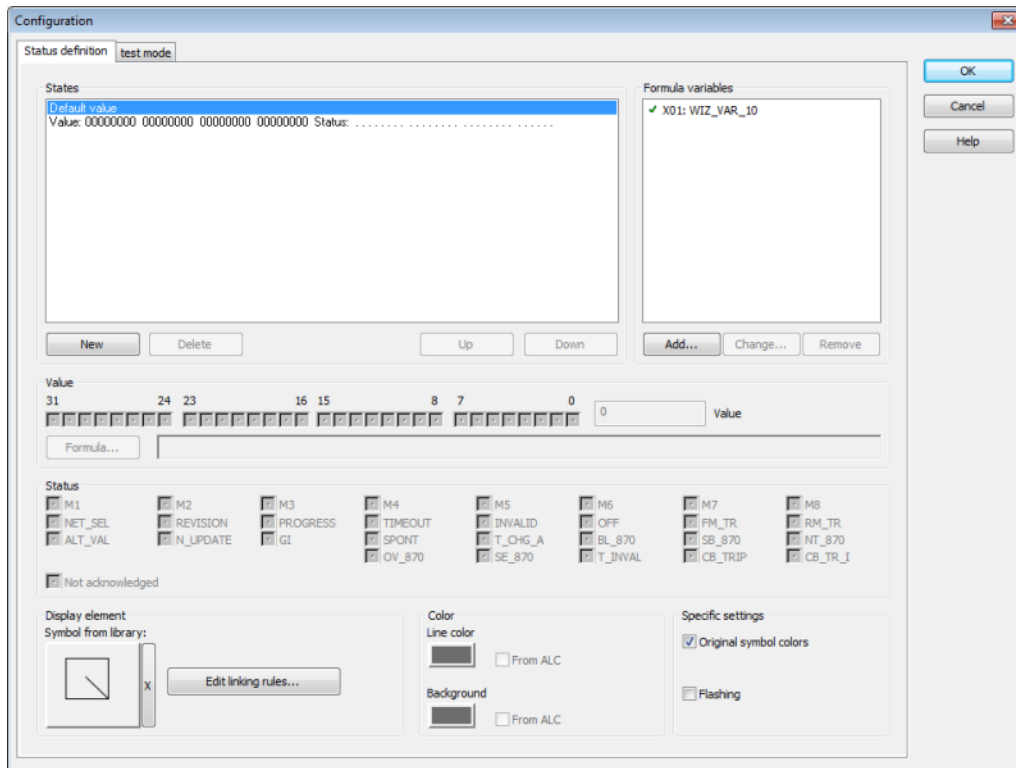 Configuration
Status definition test mode
States
Default value
Value: 00000000 00000000 00000000 00000000 Status: . . . . . . . . . . . . . . . . . . . . . . . . . . . . . .
New Delete Up Down
Formula variables
X01: WIZ_VAR_10
Add... Change... Remove
OK
Cancel
Help
Value
31 24 23 16 15 8 7 0
0 Value
Formula...
Status
M1 M2 M3 M4 M5 M6 M7 M8
NET_SEL REVISION PROGRESS TIMEOUT INVALID OFF FM_TR RM_TR
ALT_VAL N_UPDATE GI SPONT T_CHG_A BL_870 SB_870 NT_870
OV_870 SE_870 T_INVAL CB_TRIP CB_TR_I
Not acknowledged
Display element
Symbol from library:
X
Edit linking rules...
Color
Line color
From ALC
Background
From ALC
Specific settings
Original symbol colors
Flashing